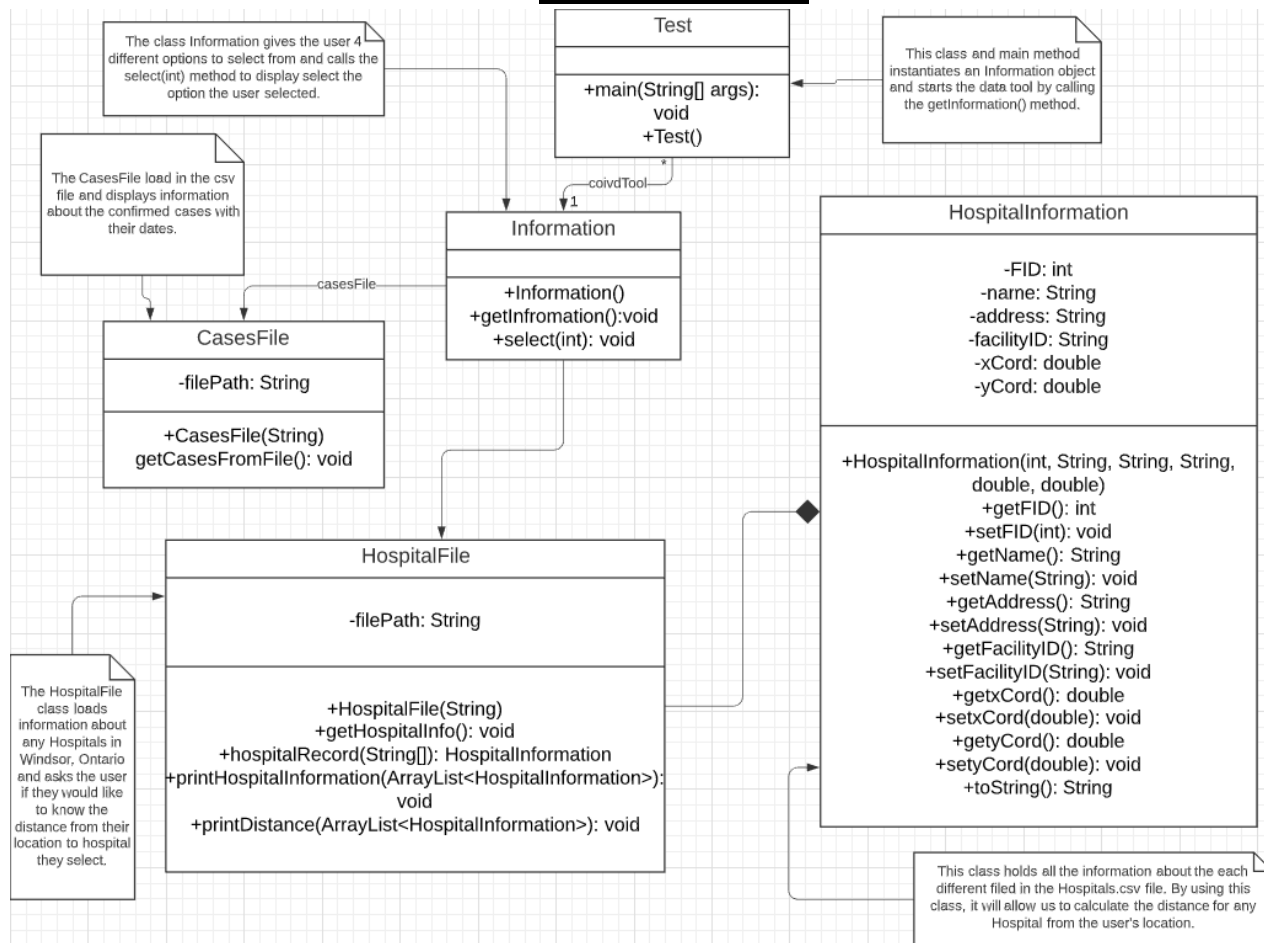 Test
+main(String[] args):
void
+Test()
The class Information gives the user 4
different options to select from and calls the
select(int) method to display select the
option the user selected.
This class and main method
instantiates an Information object
and starts the data tool by calling
the getInformation() method.
The CasesFile load in the csv
file and displays information
about the confirmed cases with
their dates.
*
coivdTool
1
Information
+Information()
+getInfromation():void
+select(int): void
casesFile
CasesFile
-filePath: String
+CasesFile(String)
getCasesFromFile(): void
HospitalInformation
-FID: int
-name: String
-address: String
-facilityID: String
-xCord: double
-yCord: double
+HospitalInformation(int, String, String, String,
double, double)
+getFID(): int
+setFID(int): void
+getName(): String
+setName(String): void
+getAddress(): String
+setAddress(String): void
+getFacilityID(): String
+setFacilityID(String): void
+getxCord(): double
+setxCord(double): void
+getyCord(): double
+setyCord(double): void
+toString(): String
HospitalFile
-filePath: String
+HospitalFile(String)
+getHospitalInfo(): void
+hospitalRecord(String[]): HospitalInformation
+printHospitalInformation(ArrayList<HospitalInformation>):
void
+printDistance(ArrayList<HospitalInformation>): void
The HospitalFile
class loads
information about
any Hospitals in
Windsor, Ontario
and asks the user
if they would like
to know the
distance from their
location to hospital
they select.
This class holds all the information about the each
different filed in the Hospitals.csv file. By using this
class, it will allow us to calculate the distance for any
Hospital from the user's location.